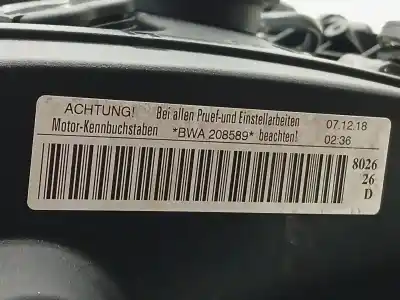 ACHTUNG! Bei allen Pruef-und Einstellarbeiten 07.12.18
Motor-Kennbuchstaben *BWA 208589* beachten! 02:36
8026
26
D